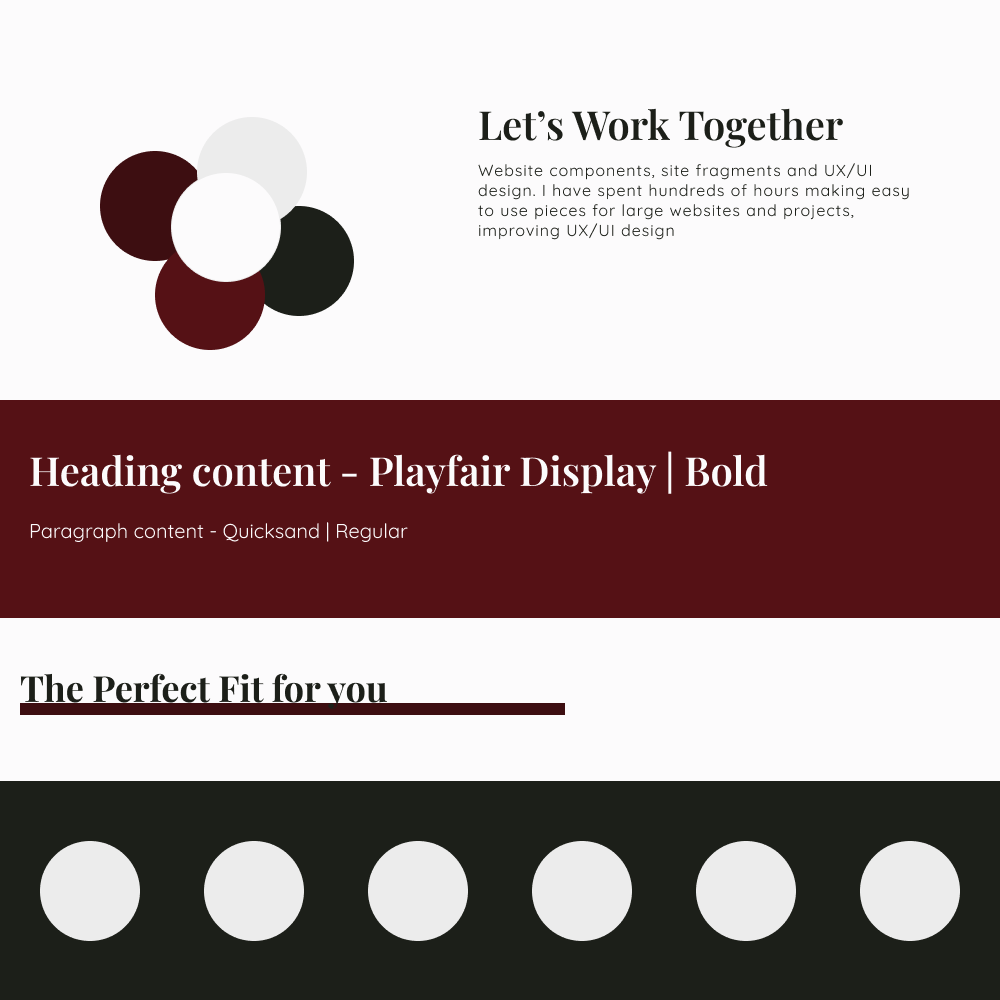 Let’s Work Together
Website components, site fragments and UX/UI
design. I have spent hundreds of hours making easy
to use pieces for large websites and projects,
improving UX/UI design
Heading content - Playfair Display | Bold
Paragraph content - Quicksand | Regular
The Perfect Fit for you